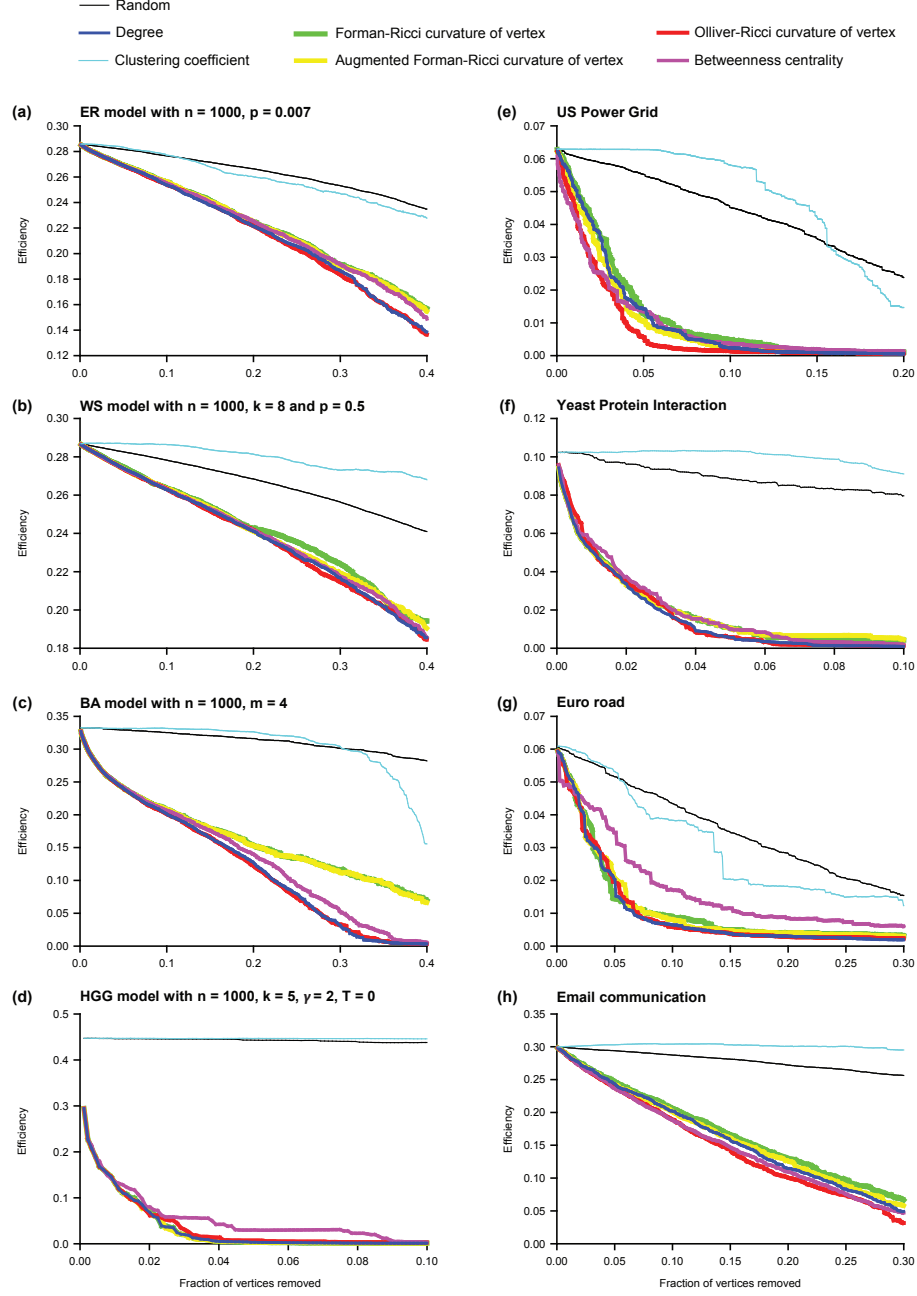 Random
Degree
Forman-Ricci curvature of vertex
Olliver-Ricci curvature of vertex
Clustering coefficient
Augmented Forman-Ricci curvature of vertex
Betweenness centrality
(a) ER model with n = 1000, p = 0.007
Efficiency
0.30
0.28
0.26
0.24
0.22
0.20
0.18
0.16
0.14
0.12
0.0 0.1 0.2 0.3 0.4
(e) US Power Grid
Efficiency
0.07
0.06
0.05
0.04
0.03
0.02
0.01
0.00
0.00 0.05 0.10 0.15 0.20
(b) WS model with n = 1000, k = 8 and p = 0.5
Efficiency
0.30
0.28
0.26
0.24
0.22
0.20
0.18
0.0 0.1 0.2 0.3 0.4
(f) Yeast Protein Interaction
Efficiency
0.12
0.10
0.08
0.06
0.04
0.02
0.00
0.00 0.02 0.04 0.06 0.08 0.10
(c) BA model with n = 1000, m = 4
Efficiency
0.35
0.30
0.25
0.20
0.15
0.10
0.05
0.00
0.0 0.1 0.2 0.3 0.4
(g) Euro road
Efficiency
0.07
0.06
0.05
0.04
0.03
0.02
0.01
0.00
0.00 0.05 0.10 0.15 0.20 0.25 0.30
(d) HGG model with n = 1000, k = 5, γ = 2, T = 0
Efficiency
0.5
0.4
0.3
0.2
0.1
0.0
0.00 0.02 0.04 0.06 0.08 0.10
Fraction of vertices removed
(h) Email communication
Efficiency
0.35
0.30
0.25
0.20
0.15
0.10
0.05
0.00
0.00 0.05 0.10 0.15 0.20 0.25 0.30
Fraction of vertices removed